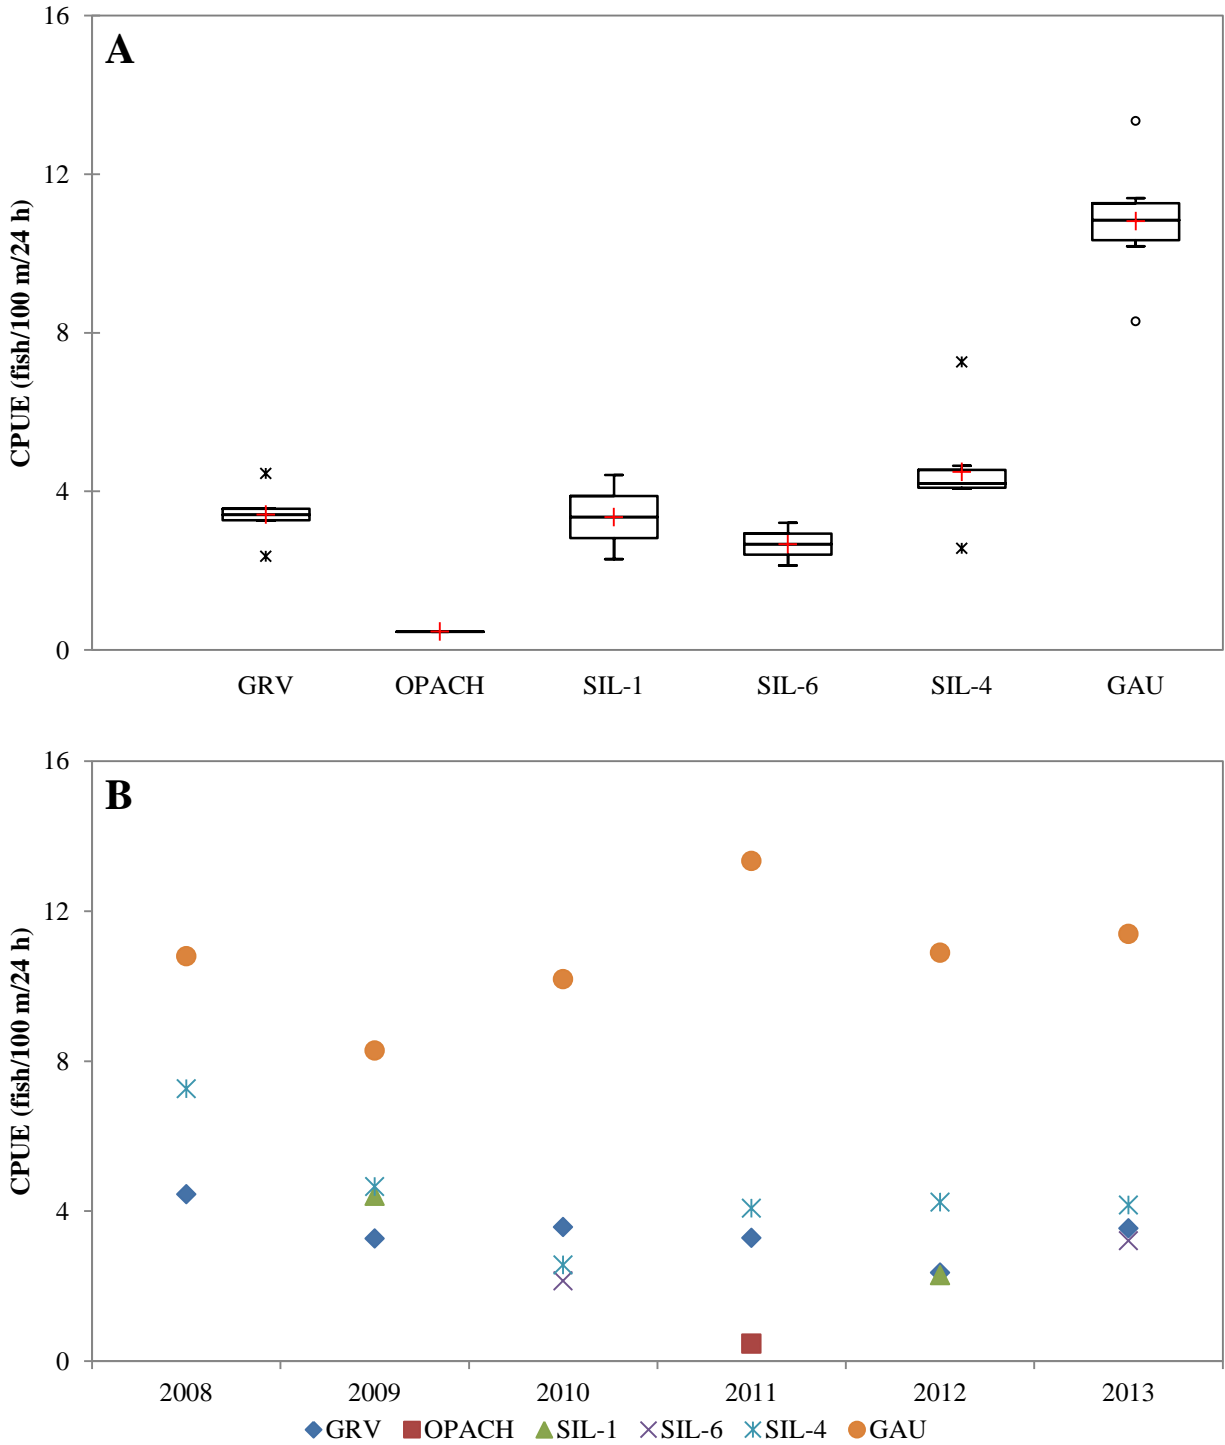 A
16
12
8
4
0
CPUE (fish/100 m/24 h)
GRV OPACH SIL-1 SIL-6 SIL-4 GAU
B
16
12
8
4
0
CPUE (fish/100 m/24 h)
2008 2009 2010 2011 2012 2013
GRV OPACH SIL-1 SIL-6 SIL-4 GAU